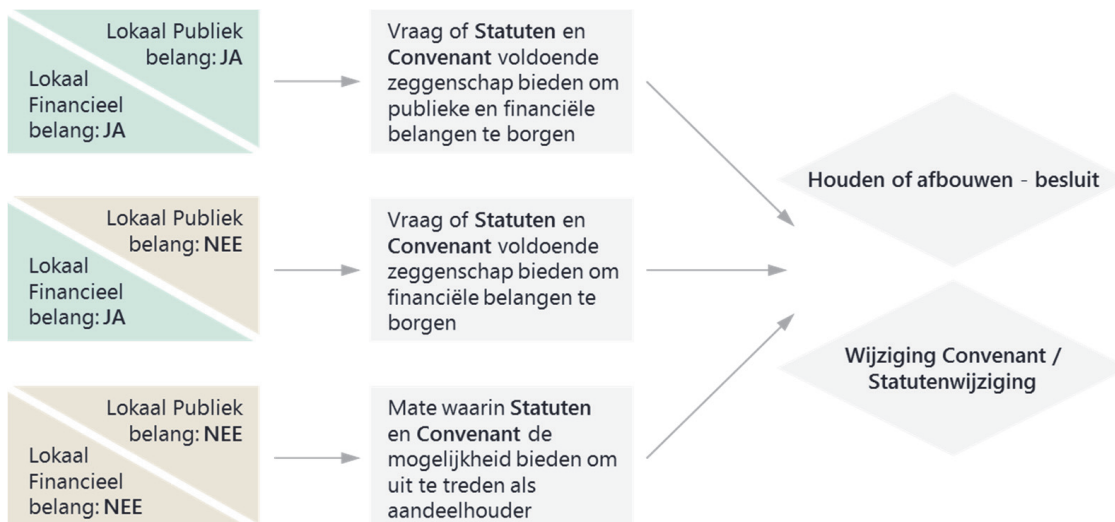 Lokaal Publiek
belang: JA
Lokaal
Financieel
belang: JA
Vraag of Statuten en
Convenant voldoende
zeggenschap bieden om
publieke en financiële
belangen te borgen
Lokaal Publiek
belang: NEE
Lokaal
Financieel
belang: JA
Vraag of Statuten en
Convenant voldoende
zeggenschap bieden om
financiële belangen te
borgen
Lokaal Publiek
belang: NEE
Lokaal
Financieel
belang: NEE
Mate waarin Statuten
en Convenant de
mogelijkheid bieden om
uit te treden als
aandeelhouder
Houden of afbouwen - besluit
Wijziging Convenant /
Statutenwijziging